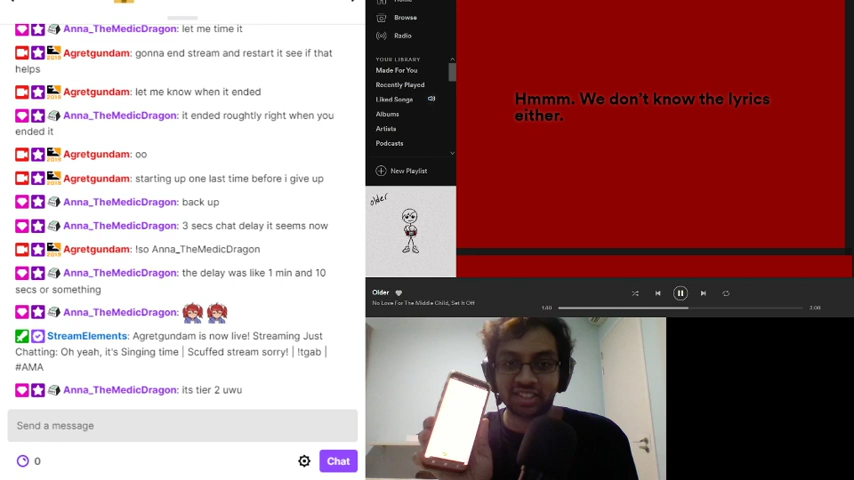 Anna_TheMedicDragon: let me time it
Agretgundam: gonna end stream and restart it see if that
helps
Agretgundam: let me know when it ended
Anna_TheMedicDragon: it ended roughtly right when you
ended it
Agretgundam: oo
Agretgundam: starting up one last time before i give up
Anna_TheMedicDragon: back up
Anna_TheMedicDragon: 3 secs chat delay it seems now
Agretgundam: !so Anna_TheMedicDragon
Anna_TheMedicDragon: the delay was like 1 min and 10
secs or something
Anna_TheMedicDragon:
StreamElements: Agretgundam is now live! Streaming Just
Chatting: Oh yeah, it's Singing time | Scuffed stream sorry! | !tgab |
#AMA
Anna_TheMedicDragon: its tier 2 uwu
Send a message
0
Chat
Browse
Radio
YOUR LIBRARY
Made For You
Recently Played
Liked Songs
Albums
Artists
Podcasts
New Playlist
Hmmm. We don't know the lyrics
either.
older
Older
No Love For The Middle Child, Set It Off
1:49
3:08